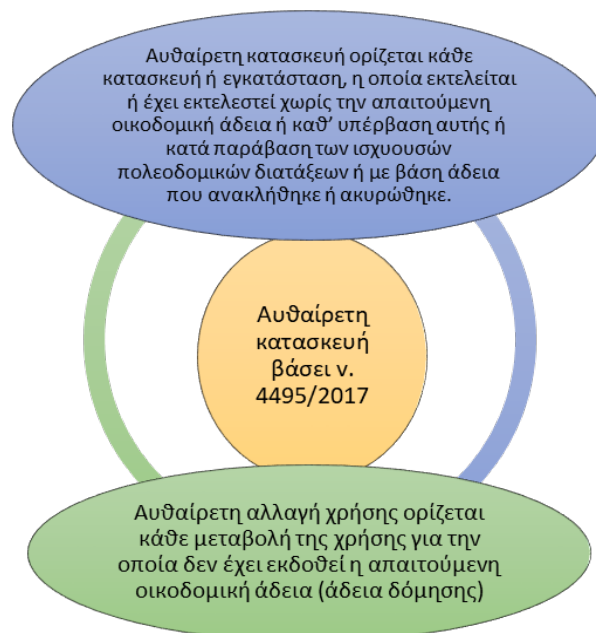 Αυθαίρετη κατασκευή ορίζεται κάθε
κατασκευή ή εγκατάσταση, η οποία εκτελείται
ή έχει εκτελεστεί χωρίς την απαιτούμενη
οικοδομική άδεια ή καθ’ υπέρβαση αυτής ή
κατά παράβαση των ισχυουσών
πολεοδομικών διατάξεων ή με βάση άδεια
που ανακλήθηκε ή ακυρώθηκε.
Αυθαίρετη
κατασκευή
βάσει ν.
4495/2017
Αυθαίρετη αλλαγή χρήσης ορίζεται
κάθε μεταβολή της χρήσης για την
οποία δεν έχει εκδοθεί η απαιτούμενη
οικοδομική άδεια (άδεια δόμησης)